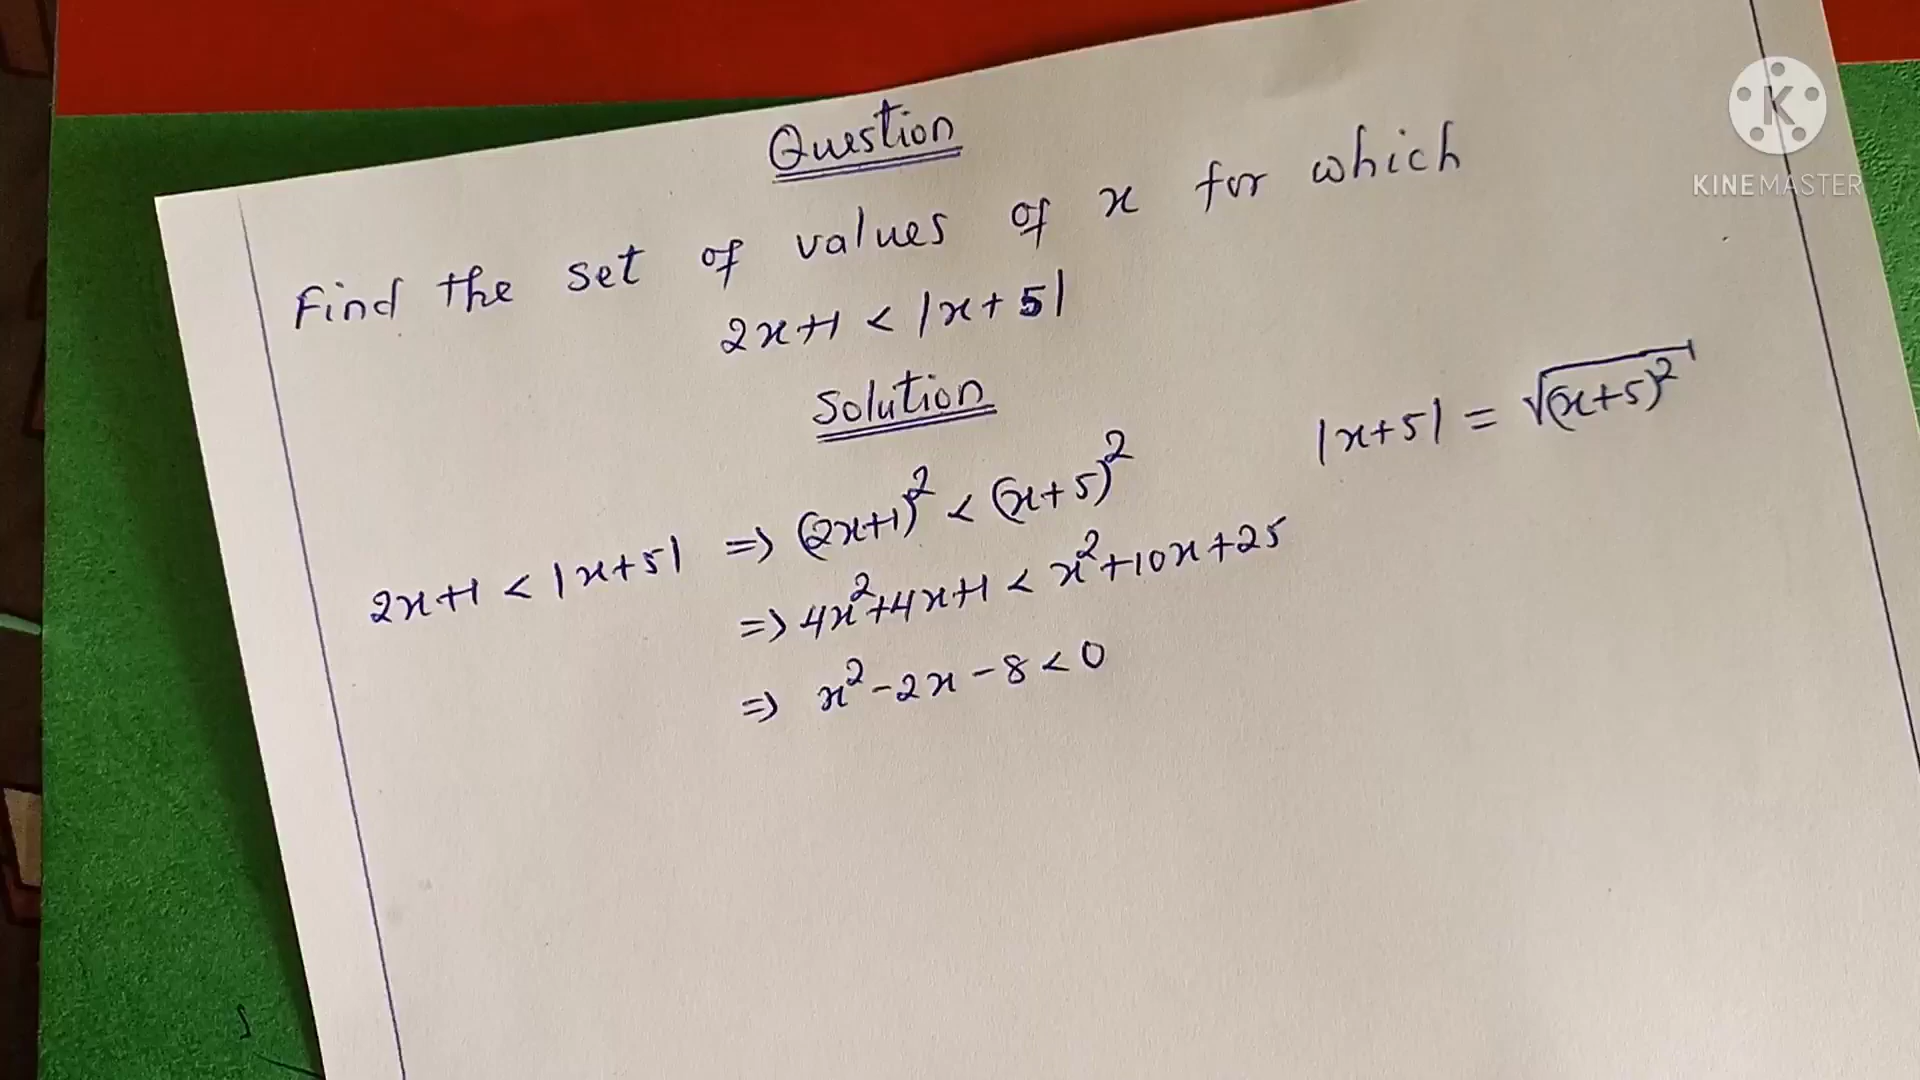 Question
Find the set of values of x for which
2x+1 < |x+5|
Solution
|x+5| = √(x+5)²
2x+1 < |x+5| => (2x+1)² < (x+5)²
=> 4x²+4x+1 < x²+10x+25
=> x²-2x-8<0
K
KINEMASTER